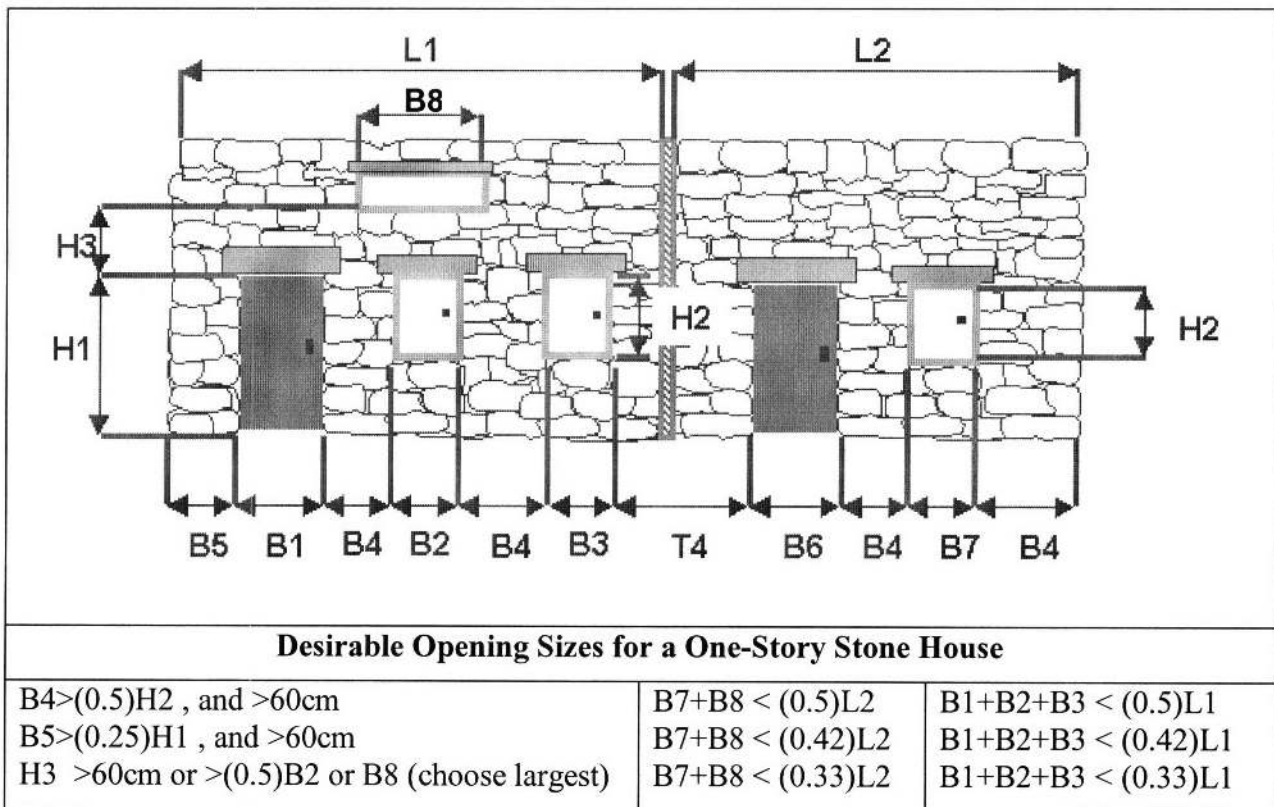 L1 L2
B8
H3
H1 H2 H2
B5 B1 B4 B2 B4 B3 T4 B6 B4 B7 B4
Desirable Opening Sizes for a One-Story Stone House
B4>(0.5)H2 , and >60cm B7+B8 < (0.5)L2 B1+B2+B3 < (0.5)L1
B5>(0.25)H1 , and >60cm B7+B8 < (0.42)L2 B1+B2+B3 < (0.42)L1
H3 >60cm or >(0.5)B2 or B8 (choose largest) B7+B8 < (0.33)L2 B1+B2+B3 < (0.33)L1